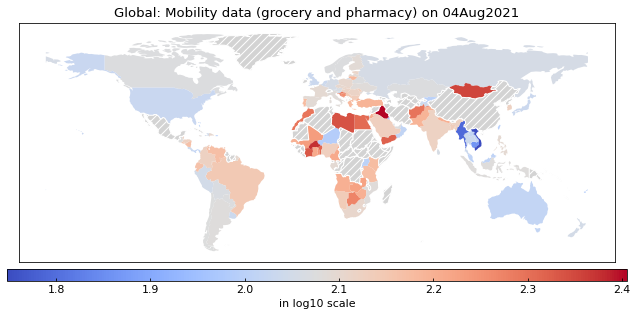 Global: Mobility data (grocery and pharmacy) on 04Aug2021
1.8 1.9 2.0 2.1 2.2 2.3 2.4
in log10 scale